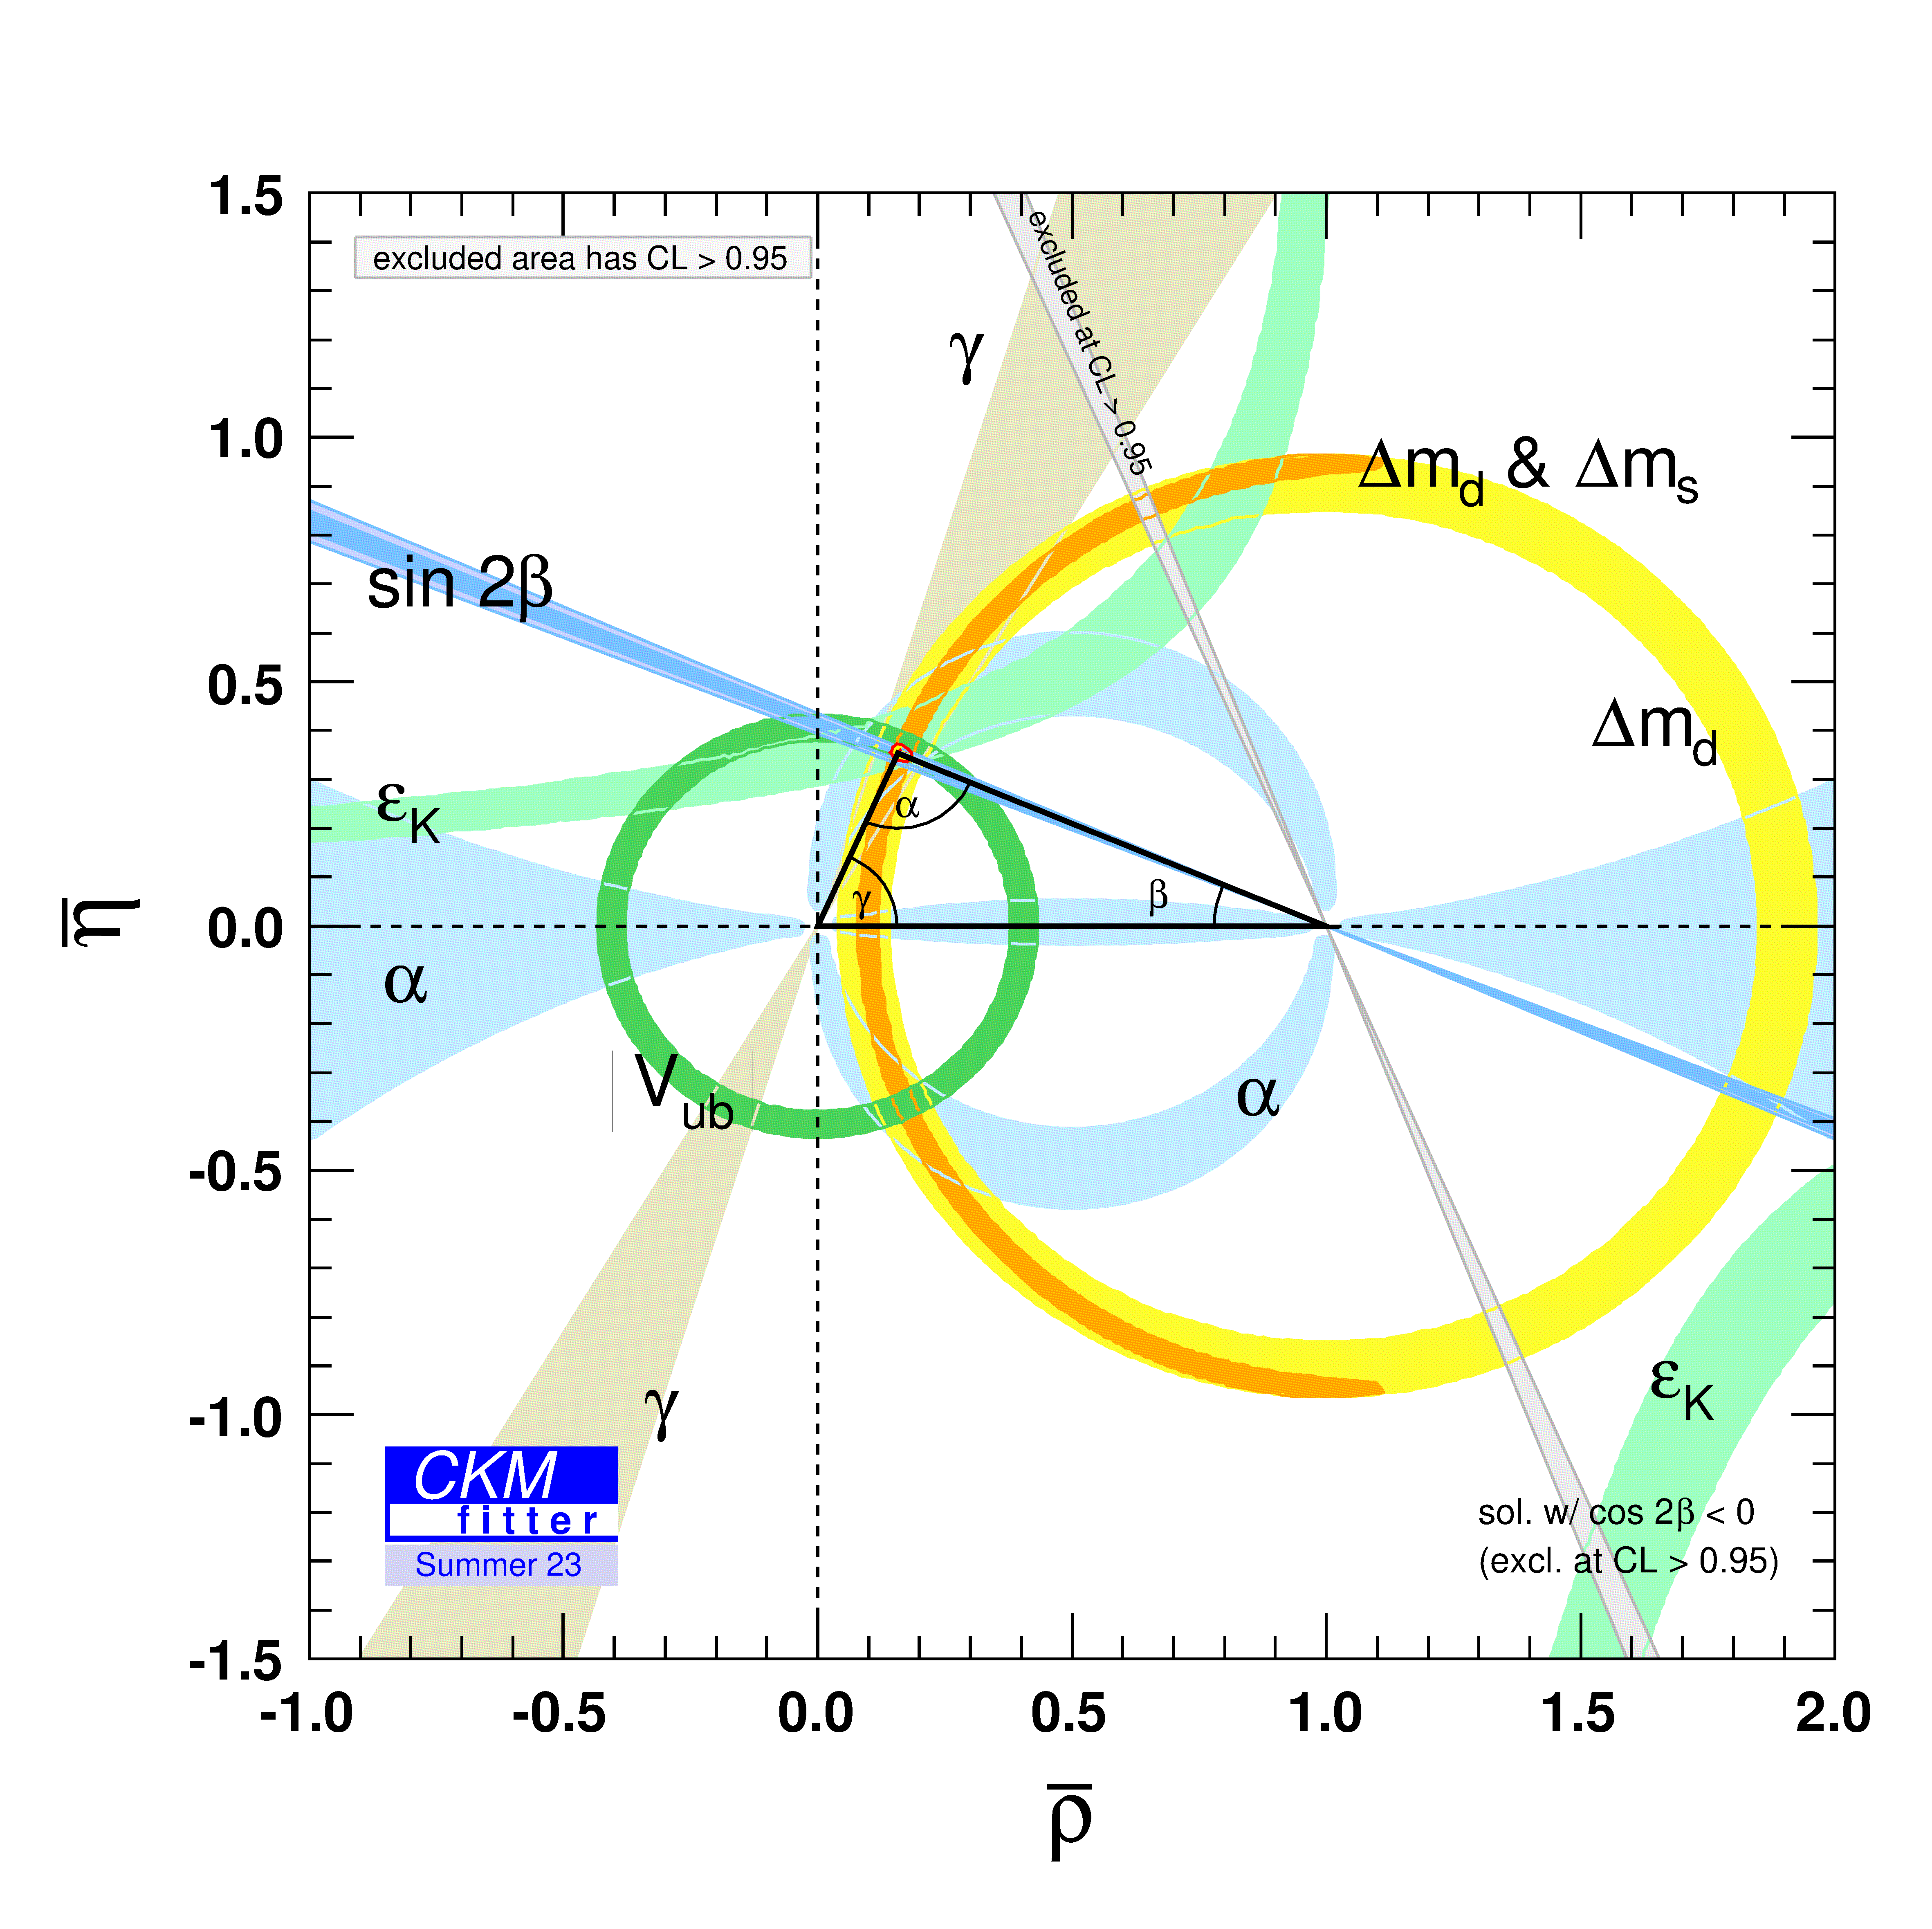 1.5
1.0
0.5
0.0
-0.5
-1.0
-1.5
-1.0 -0.5 0.0 0.5 1.0 1.5 2.0
η̅
ρ̅
excluded area has CL > 0.95
excluded at CL > 0.95
γ
Δm_d & Δm_s
sin 2β
Δm_d
ε_K
α
α
γ
β
α
V_ub
α
γ
ε_K
CKM
fitter
Summer 23
sol. w/ cos 2β < 0
(excl. at CL > 0.95)